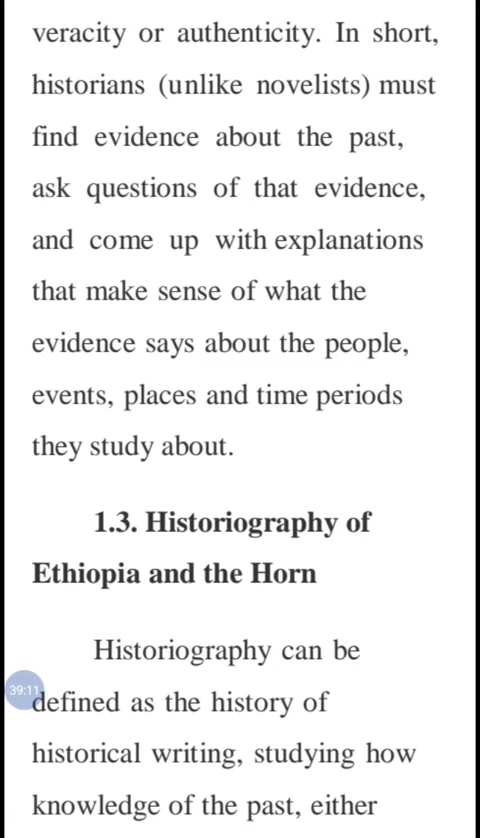 veracity or authenticity. In short,
historians (unlike novelists) must
find evidence about the past,
ask questions of that evidence,
and come up with explanations
that make sense of what the
evidence says about the people,
events, places and time periods
they study about.
1.3. Historiography of
Ethiopia and the Horn
Historiography can be
39:11
defined as the history of
historical writing, studying how
knowledge of the past, either